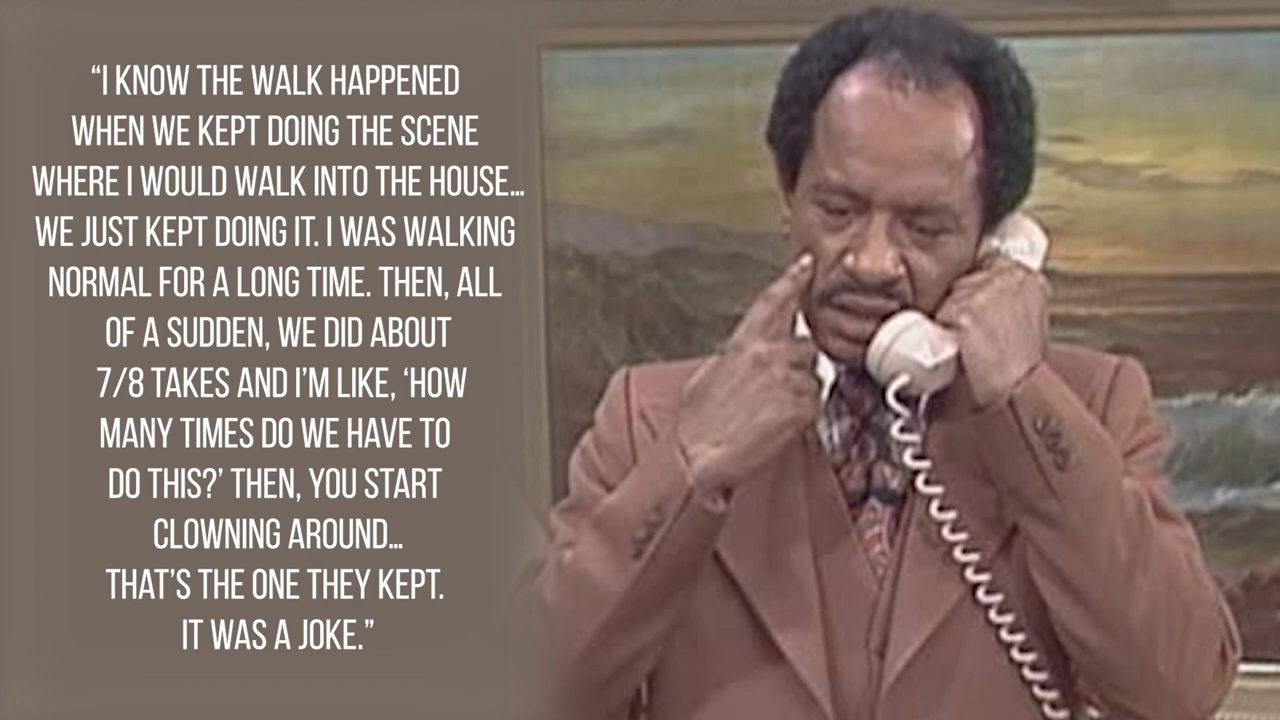 “I KNOW THE WALK HAPPENED
WHEN WE KEPT DOING THE SCENE
WHERE I WOULD WALK INTO THE HOUSE…
WE JUST KEPT DOING IT. I WAS WALKING
NORMAL FOR A LONG TIME. THEN, ALL
OF A SUDDEN, WE DID ABOUT
7/8 TAKES AND I’M LIKE, ‘HOW
MANY TIMES DO WE HAVE TO
DO THIS?’ THEN, YOU START
CLOWNING AROUND…
THAT’S THE ONE THEY KEPT.
IT WAS A JOKE.”